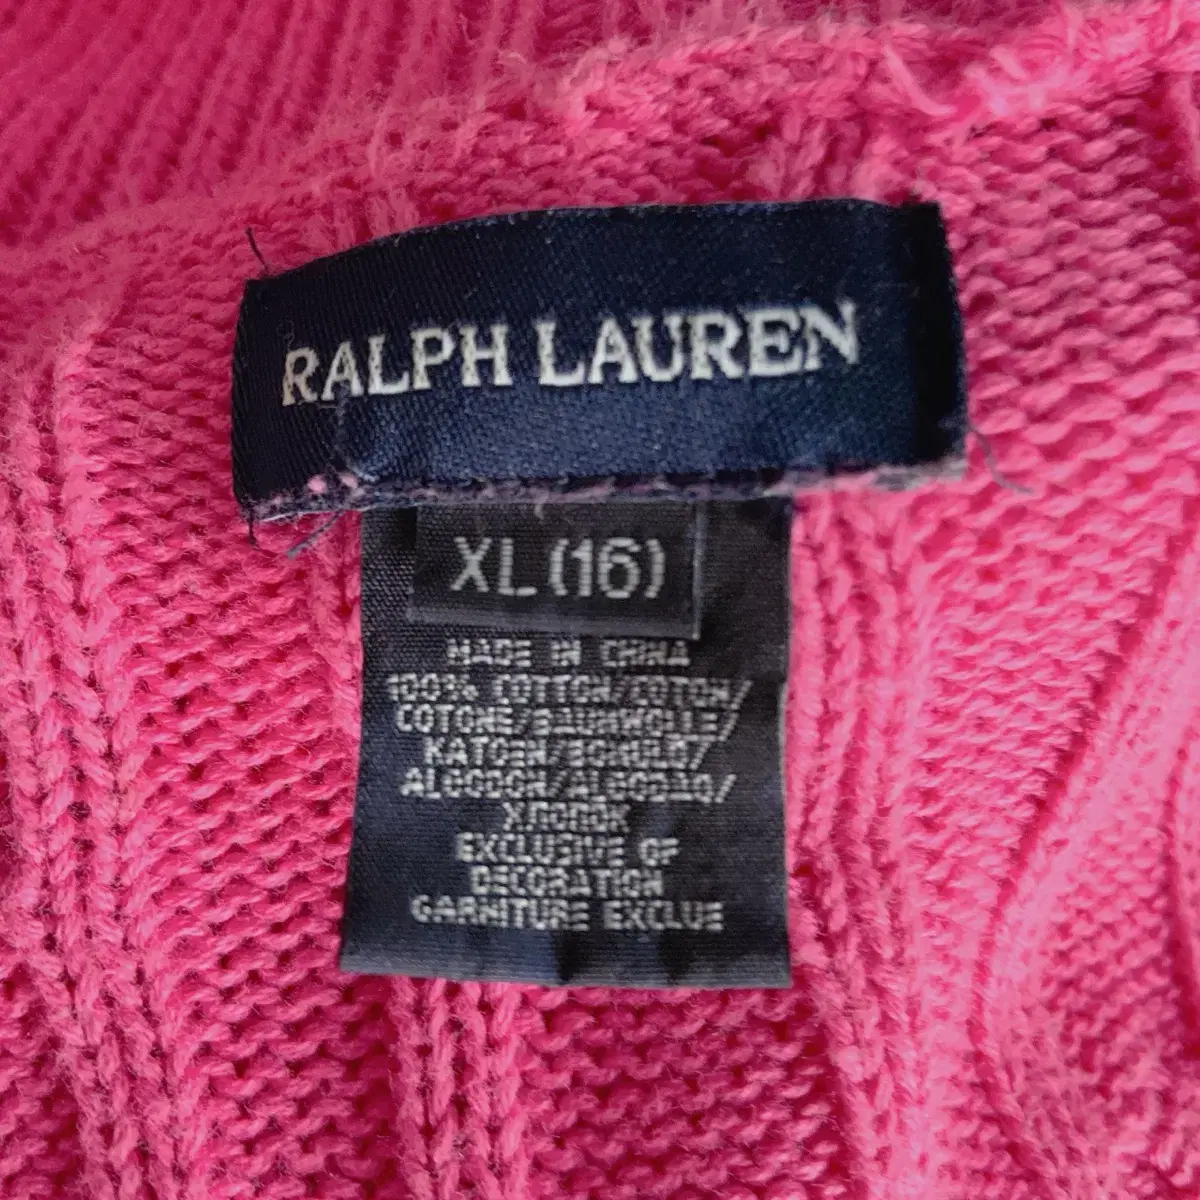 RALPH LAUREN
XL (16)
MADE IN CHINA
100% COTTON/COTON/
COTONE/BAUMWOLLE/
KATOEN/BOMULD/
ALGODON/ALGODAO/
ХЛОПОК
EXCLUSIVE OF
DECORATION
GARNITURE EXCLUE